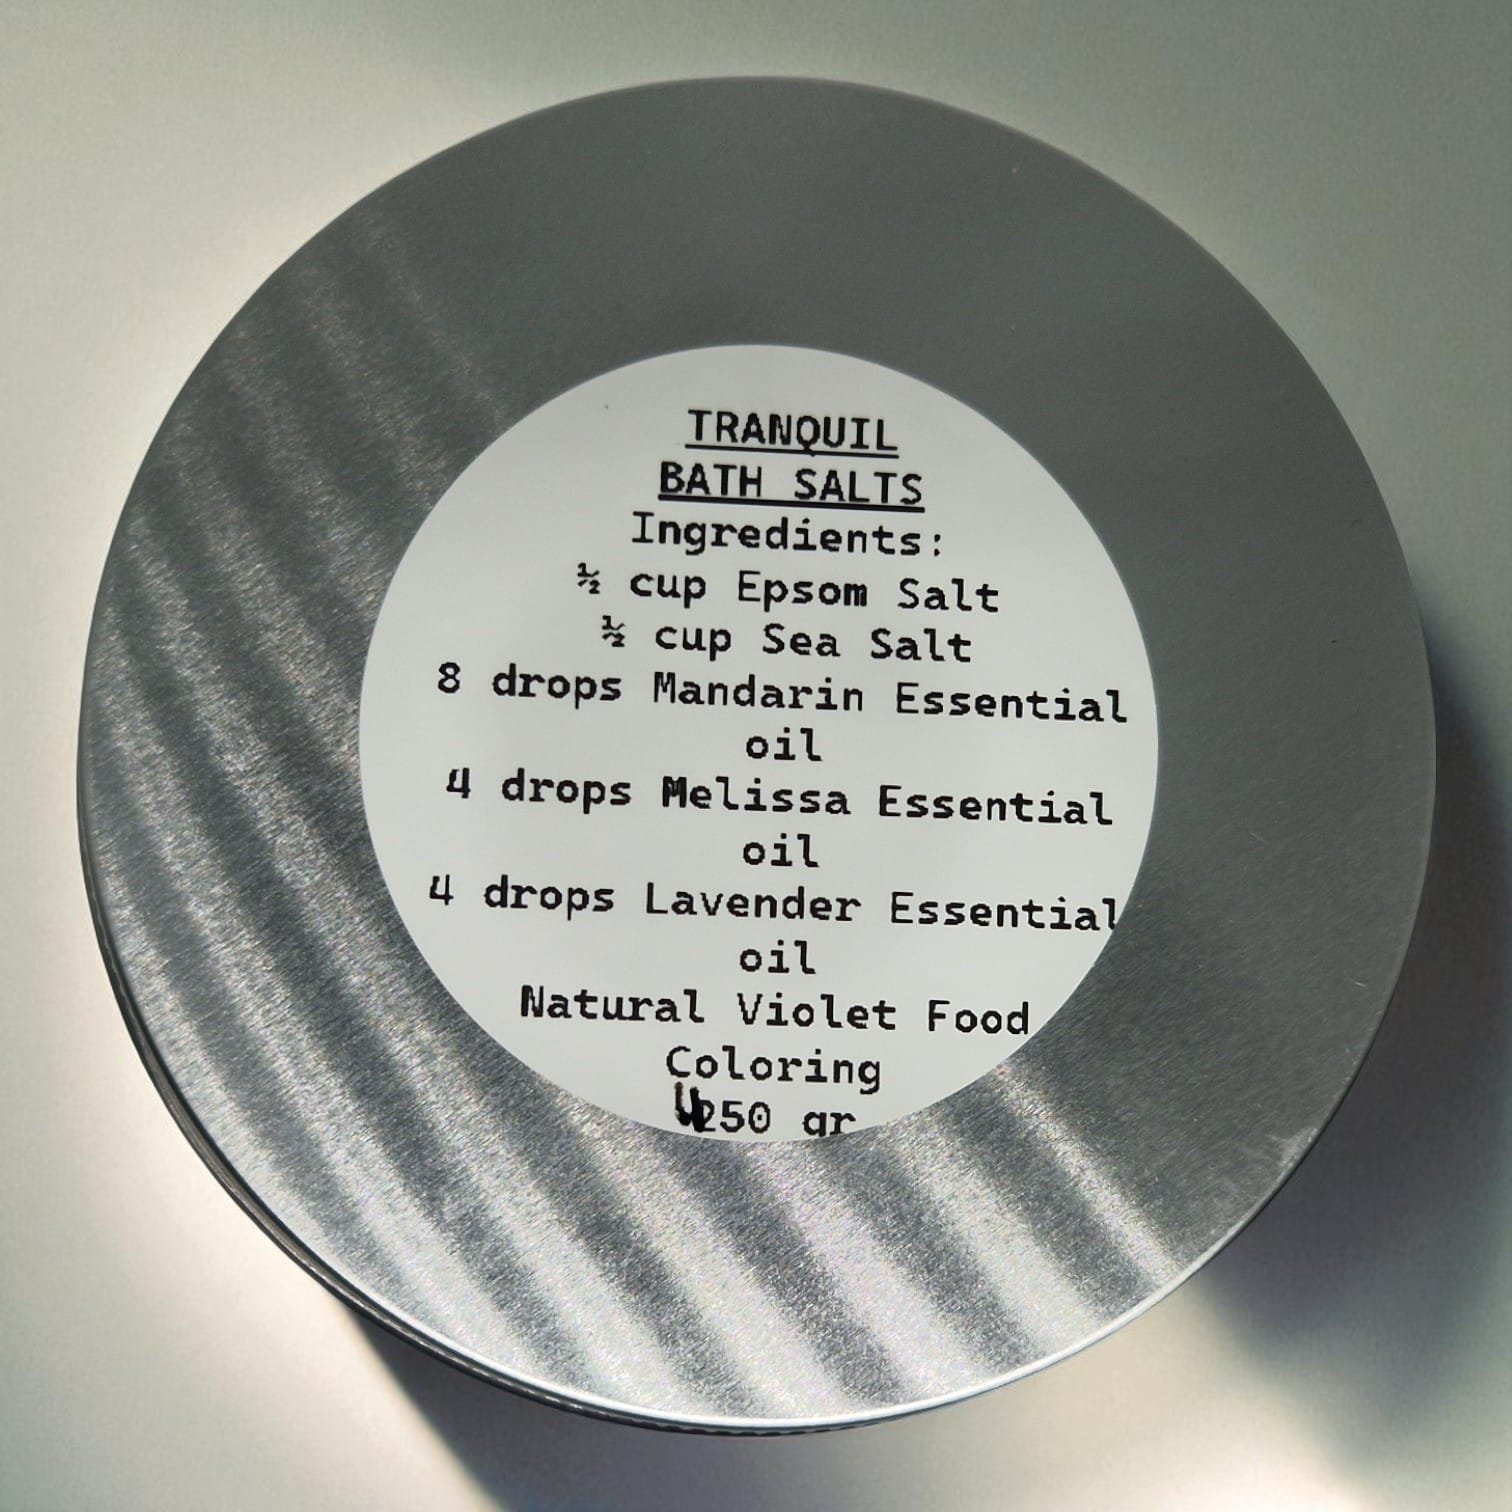 TRANQUIL
BATH SALTS
Ingredients:
½ cup Epsom Salt
½ cup Sea Salt
8 drops Mandarin Essential
oil
4 drops Melissa Essential
oil
4 drops Lavender Essential
oil
Natural Violet Food
Coloring
250 gr